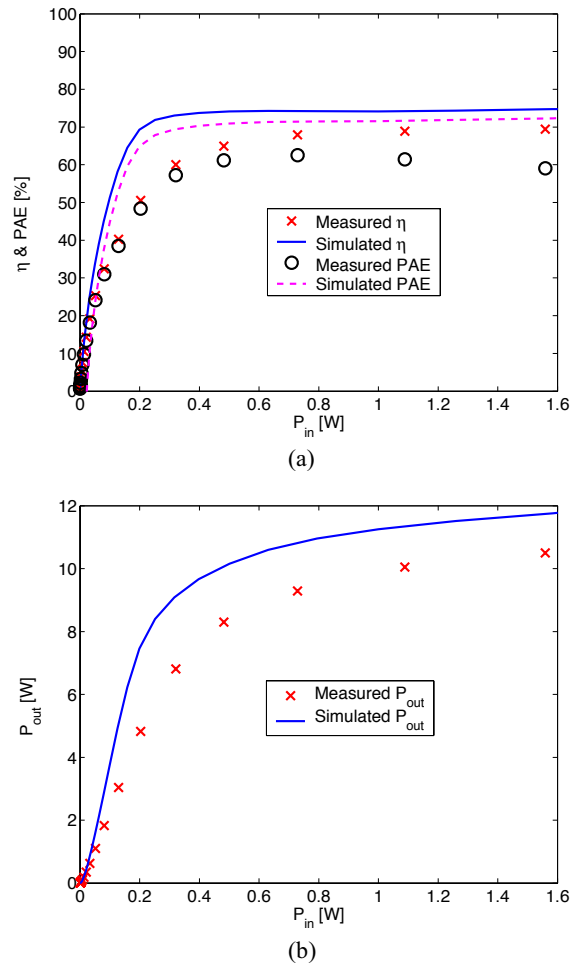 100
90
80
70
60
50
40
30
20
10
0
η & PAE [%]
Measured η
Simulated η
Measured PAE
Simulated PAE
0 0.2 0.4 0.6 0.8 1 1.2 1.4 1.6
P_in [W]
(a)
12
10
8
6
4
2
0
P_out [W]
Measured P_out
Simulated P_out
0 0.2 0.4 0.6 0.8 1 1.2 1.4 1.6
P_in [W]
(b)